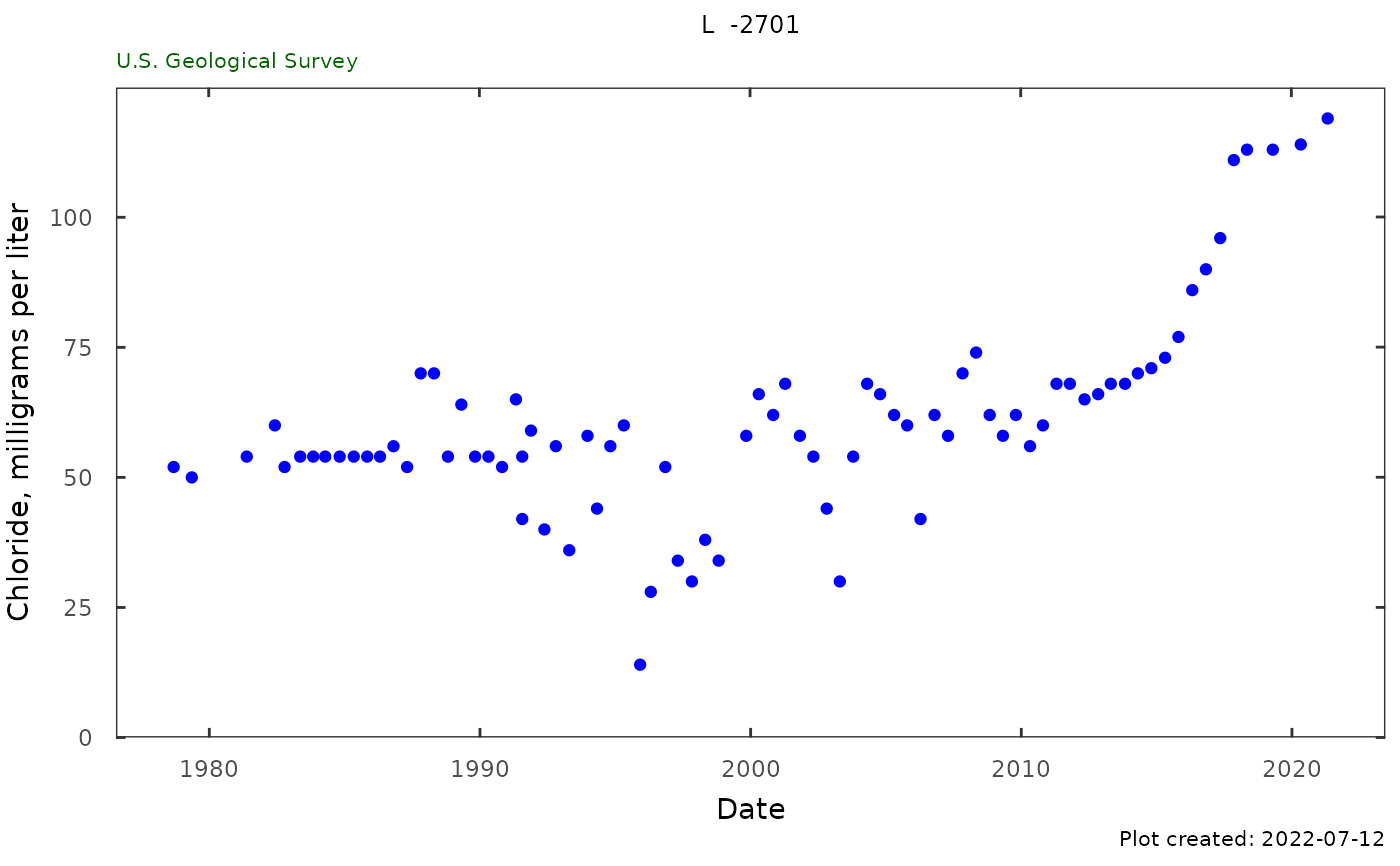 L  -2701
U.S. Geological Survey
Chloride, milligrams per liter
100
75
50
25
0
1980 1990 2000 2010 2020
Date
Plot created: 2022-07-12